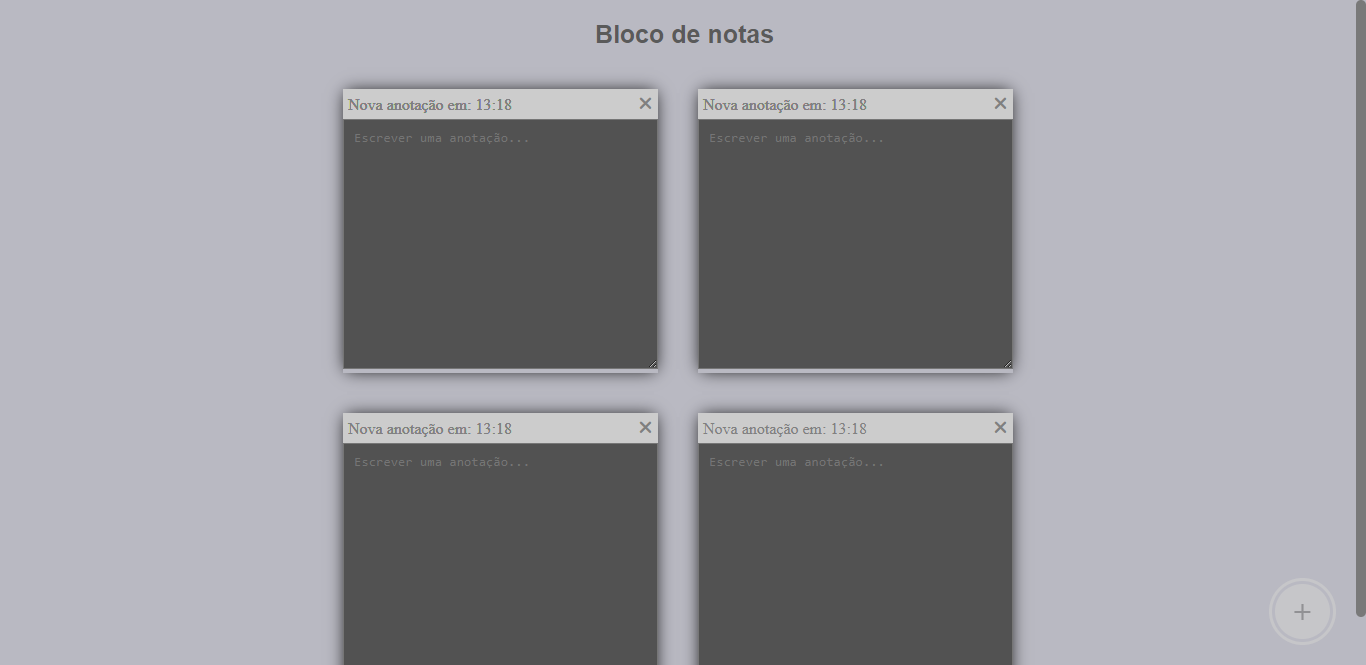 Bloco de notas
Nova anotação em: 13:18 ×
Nova anotação em: 13:18 ×
Escrever uma anotação...
Escrever uma anotação...
Nova anotação em: 13:18 ×
Nova anotação em: 13:18 ×
Escrever uma anotação...
Escrever uma anotação...
+